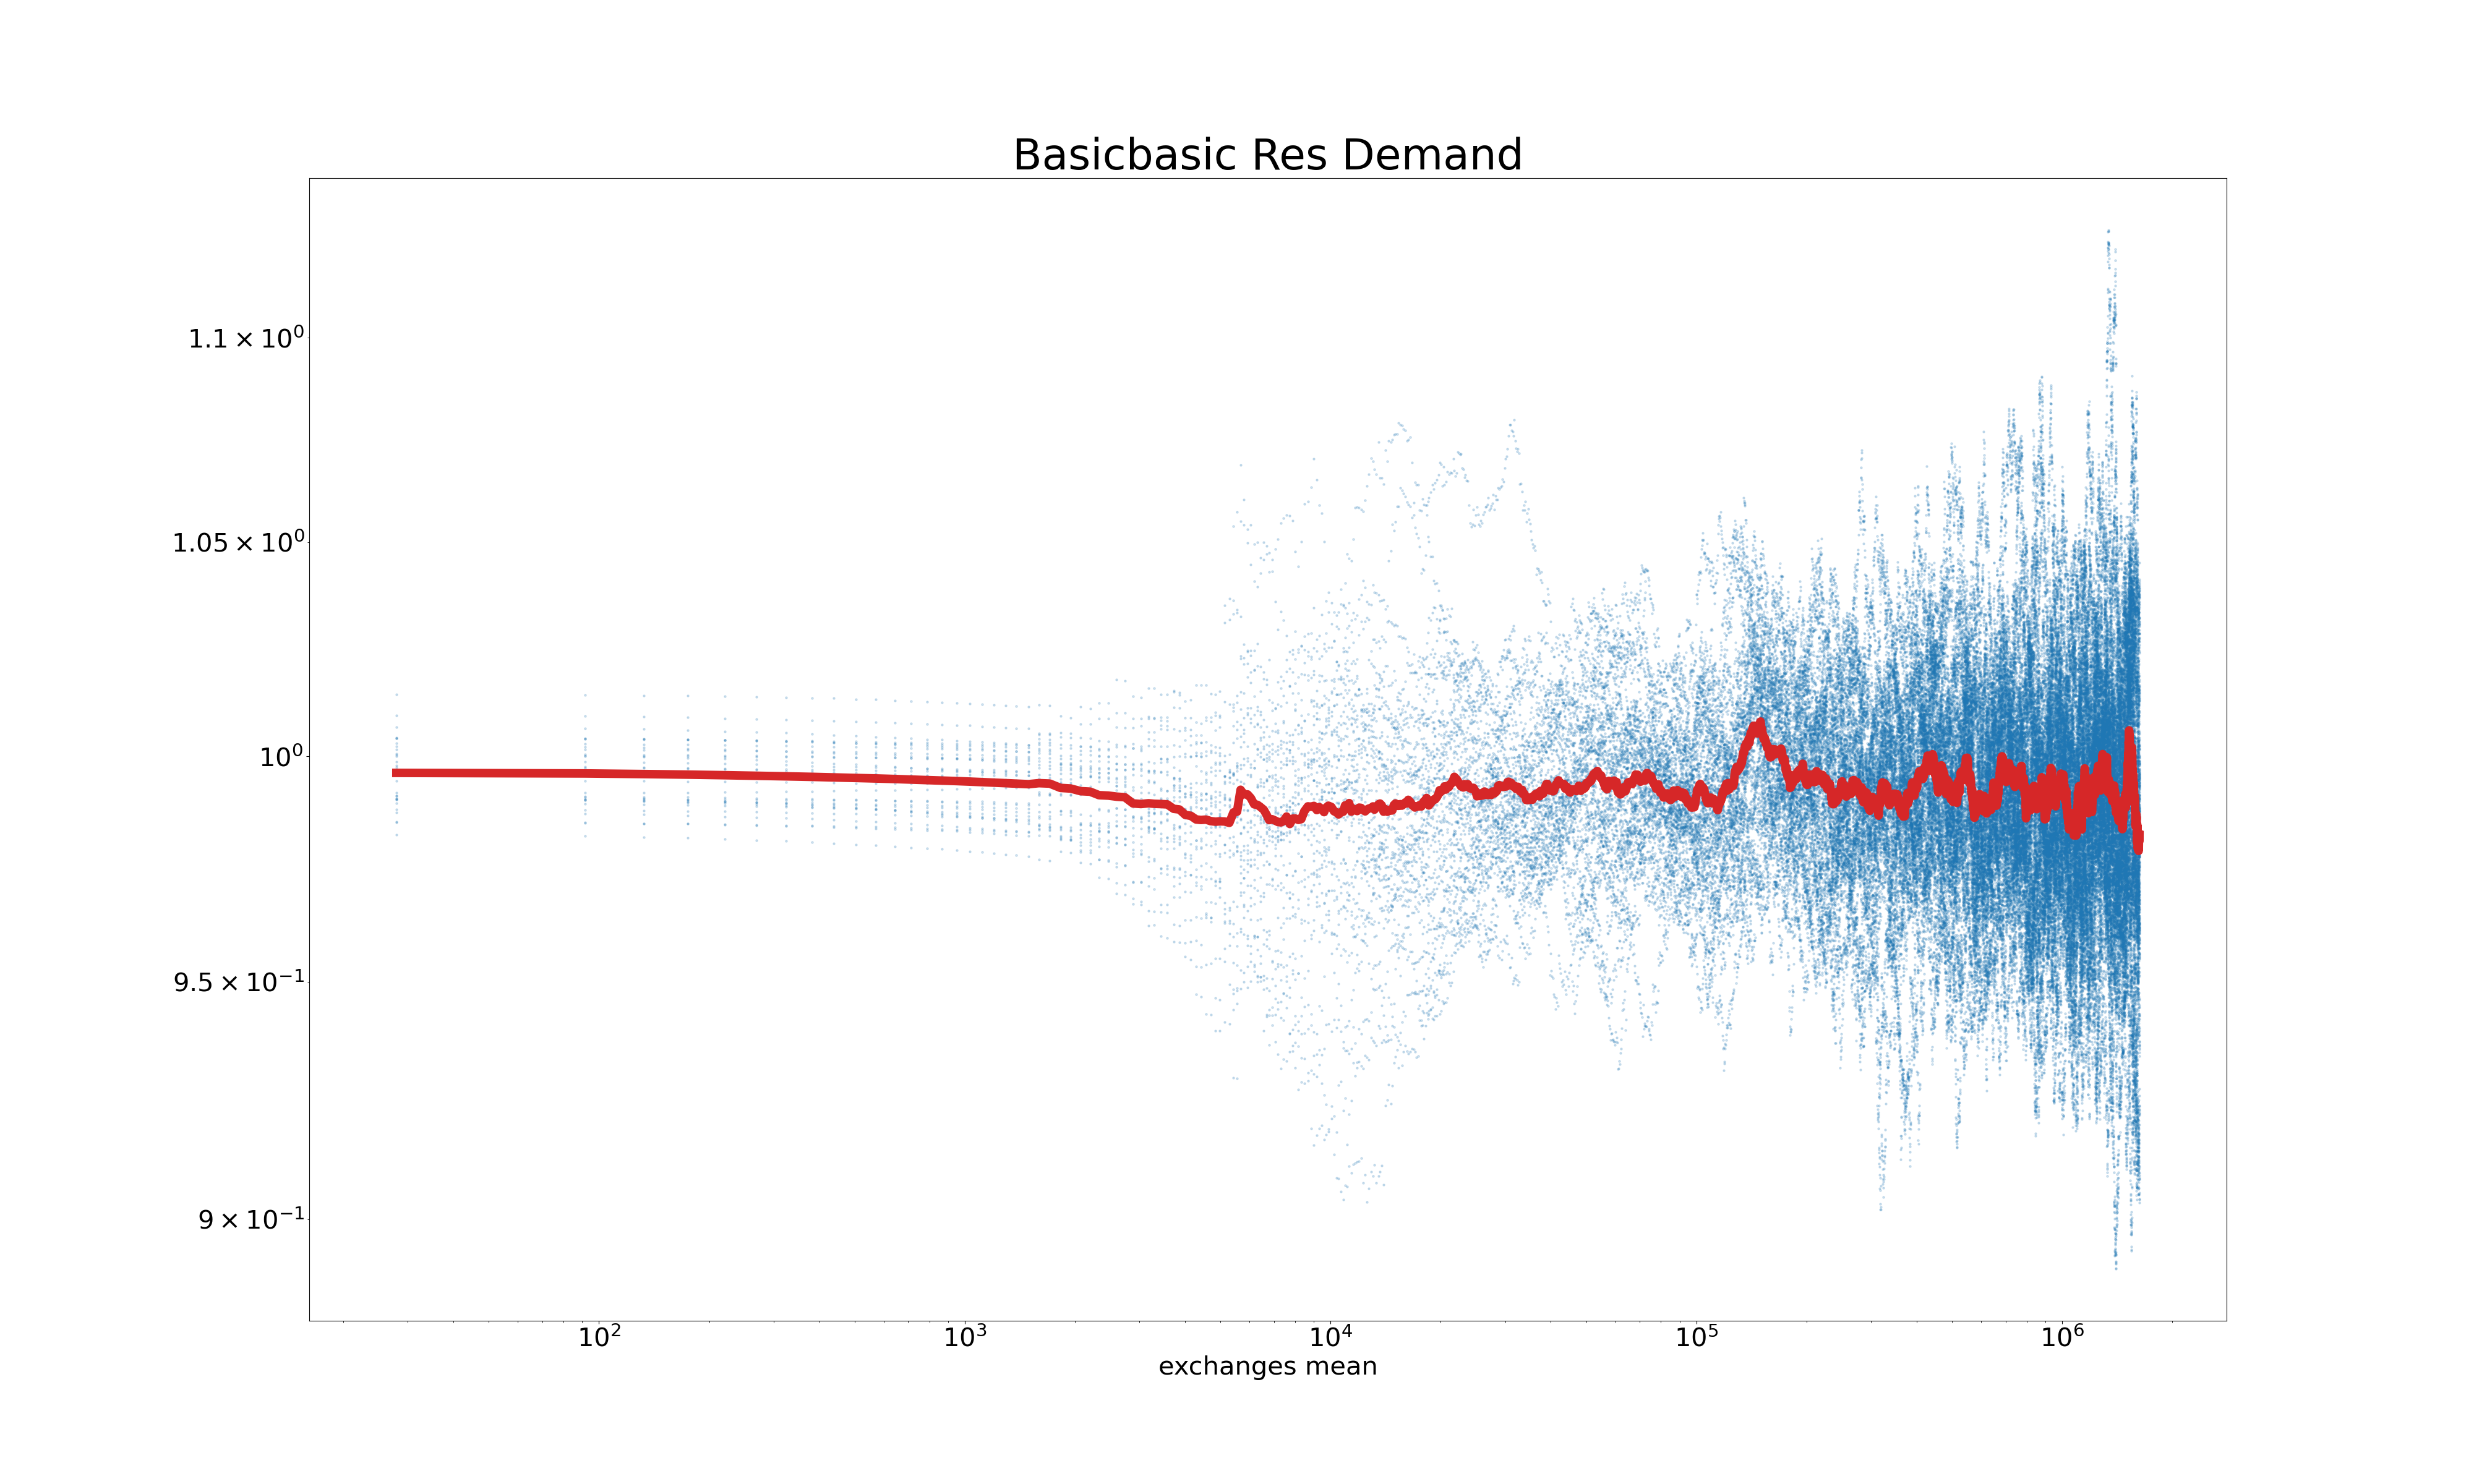 Basicbasic Res Demand
1.1 × 10⁰
1.05 × 10⁰
10⁰
9.5 × 10⁻¹
9 × 10⁻¹
10² 10³ 10⁴ 10⁵ 10⁶
exchanges mean